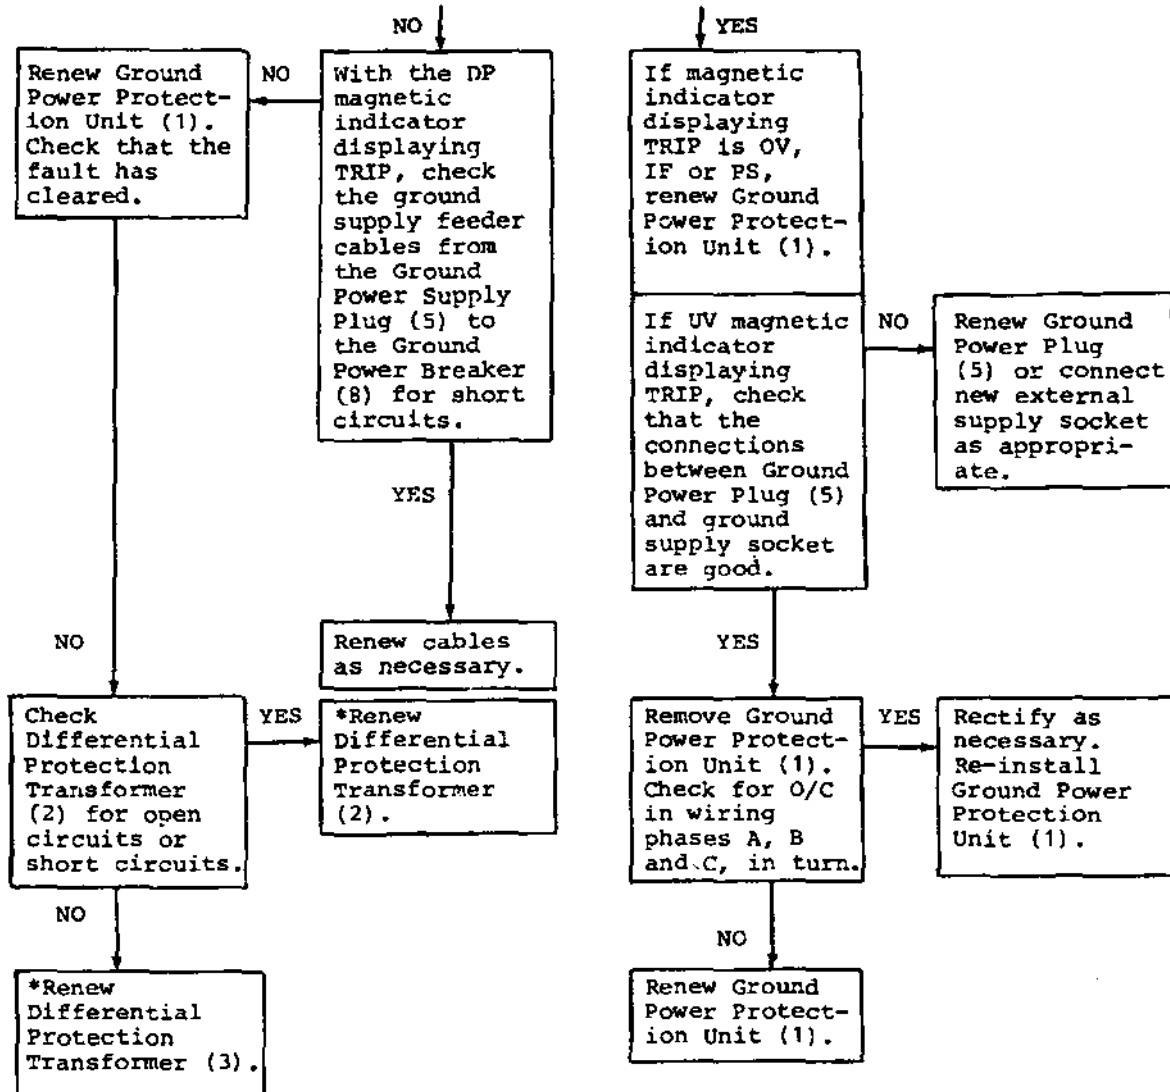 NO
YES
Renew Ground
Power Protect-
ion Unit (1).
Check that the
fault has
cleared.
NO
With the DP
magnetic
indicator
displaying
TRIP, check
the ground
supply feeder
cables from
the Ground
Power Supply
Plug (5) to
the Ground
Power Breaker
(8) for short
circuits.
If magnetic
indicator
displaying
TRIP is OV,
IF or PS,
renew Ground
Power Protect-
ion Unit (1).
If UV magnetic
indicator
displaying
TRIP, check
that the
connections
between Ground
Power Plug (5)
and ground
supply socket
are good.
NO
Renew Ground
Power Plug
(5) or connect
new external
supply socket
as appropri-
ate.
YES
Renew cables
as necessary.
NO
YES
Check
Differential
Protection
Transformer
(2) for open
circuits or
short circuits.
YES
*Renew
Differential
Protection
Transformer
(2).
Remove Ground
Power Protect-
ion Unit (1).
Check for O/C
in wiring
phases A, B
and C, in turn.
YES
Rectify as
necessary.
Re-install
Ground Power
Protection
Unit (1).
NO
*Renew
Differential
Protection
Transformer (3).
NO
Renew Ground
Power Protect-
ion Unit (1).